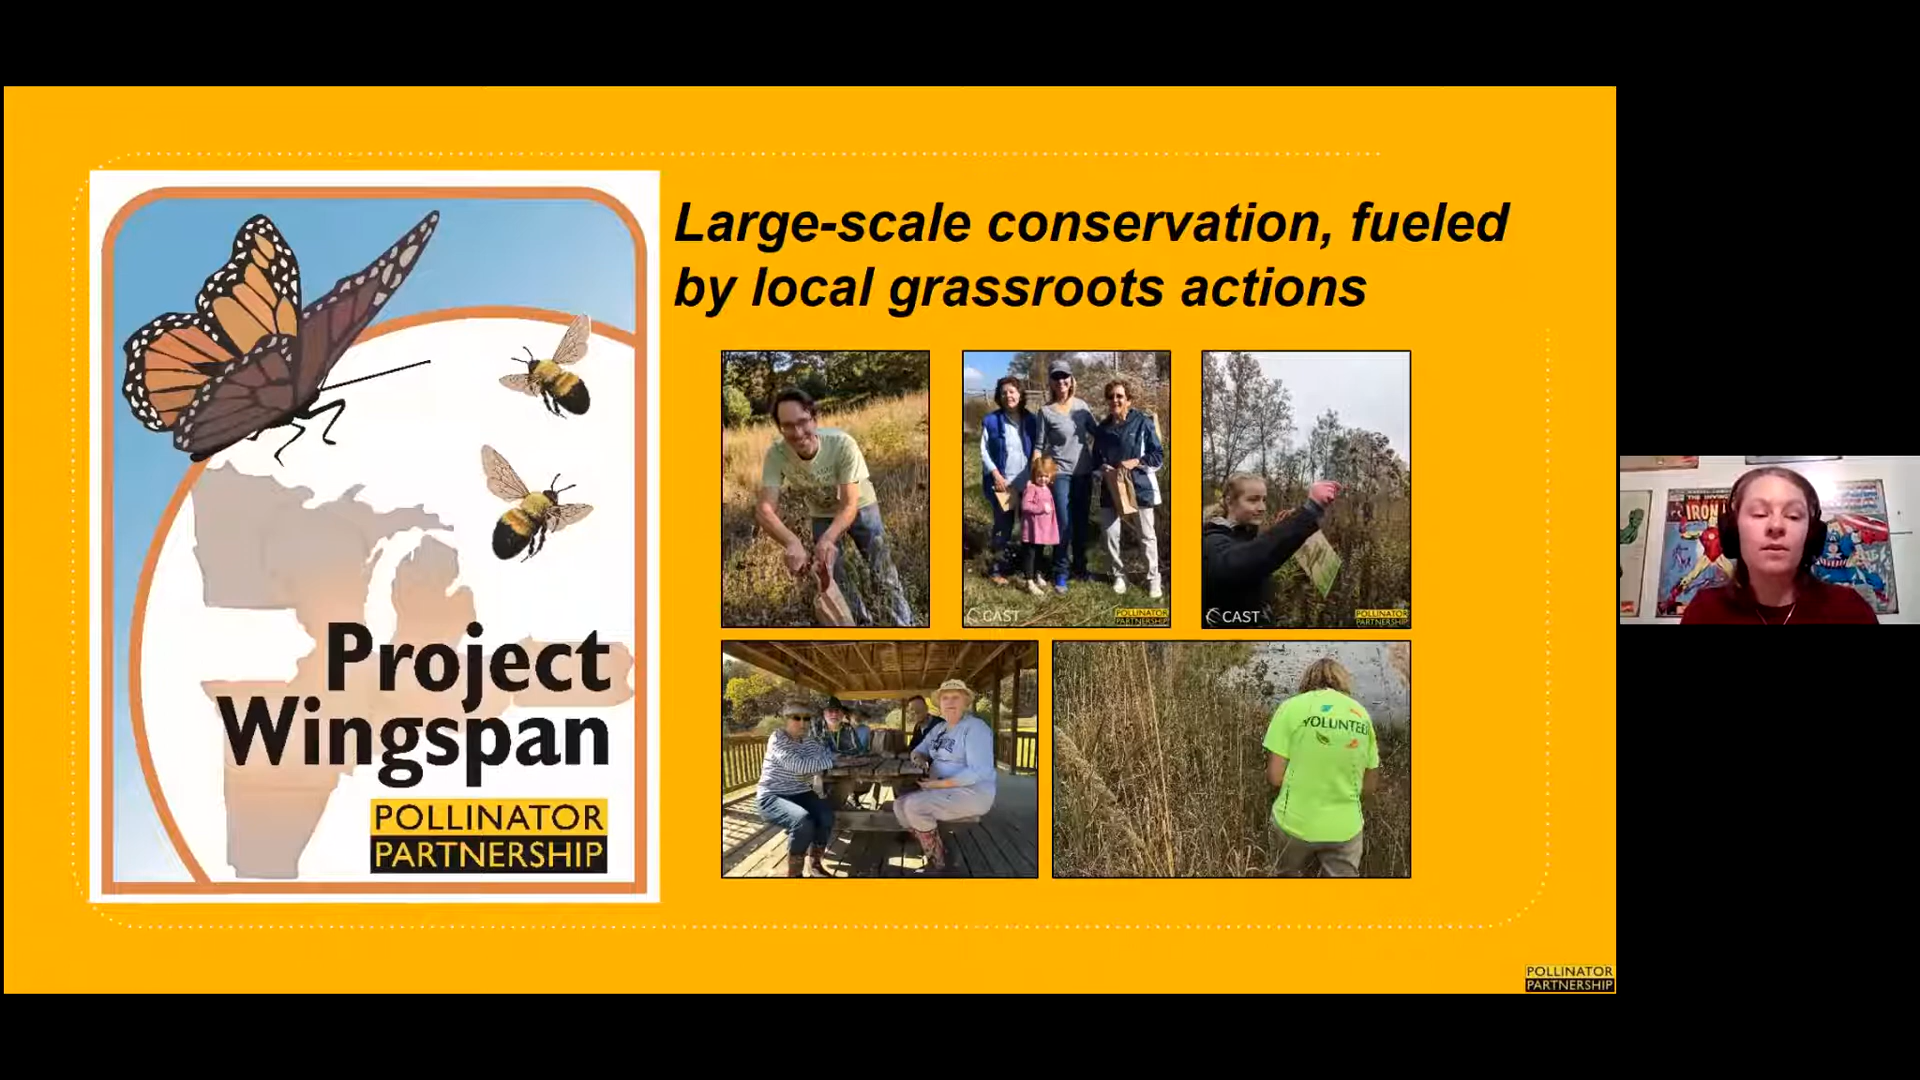 Large-scale conservation, fueled
by local grassroots actions
Project
Wingspan
POLLINATOR
PARTNERSHIP
CAST
POLLINATOR
PARTNERSHIP
CAST
POLLINATOR
PARTNERSHIP
VOLUNTEER
IRON
POLLINATOR
PARTNERSHIP